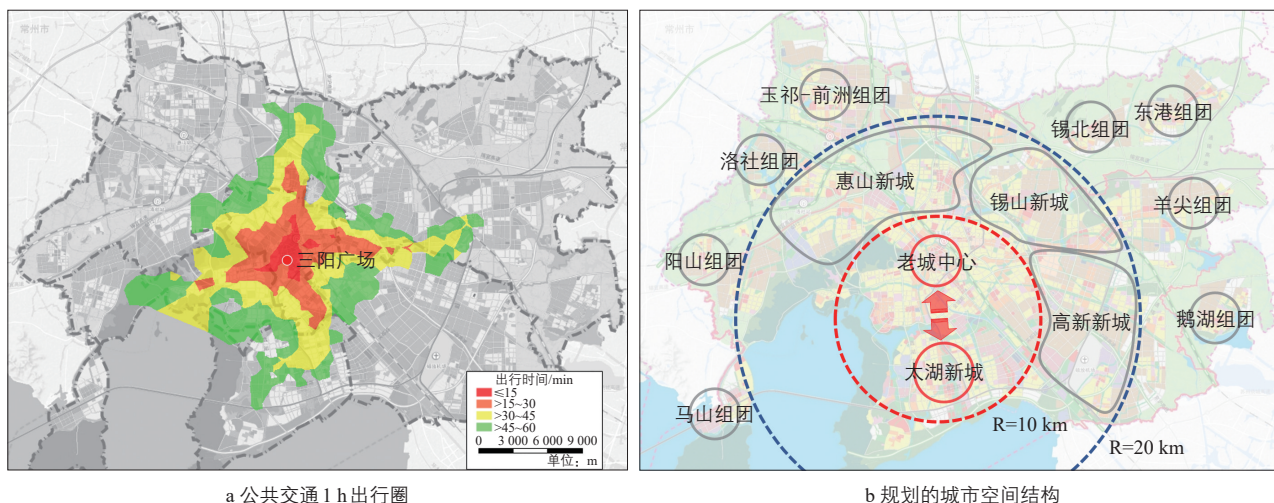 常州市
三阳广场
出行时间/min
≤15
>15~30
>30~45
>45~60
0 3 000 6 000 9 000
单位：m
a 公共交通1 h出行圈
玉祁-前洲组团
锡北组团
东港组团
洛社组团
惠山新城
锡山新城
羊尖组团
阳山组团
老城中心
高新新城
鹅湖组团
太湖新城
马山组团
R=10 km
R=20 km
b 规划的城市空间结构